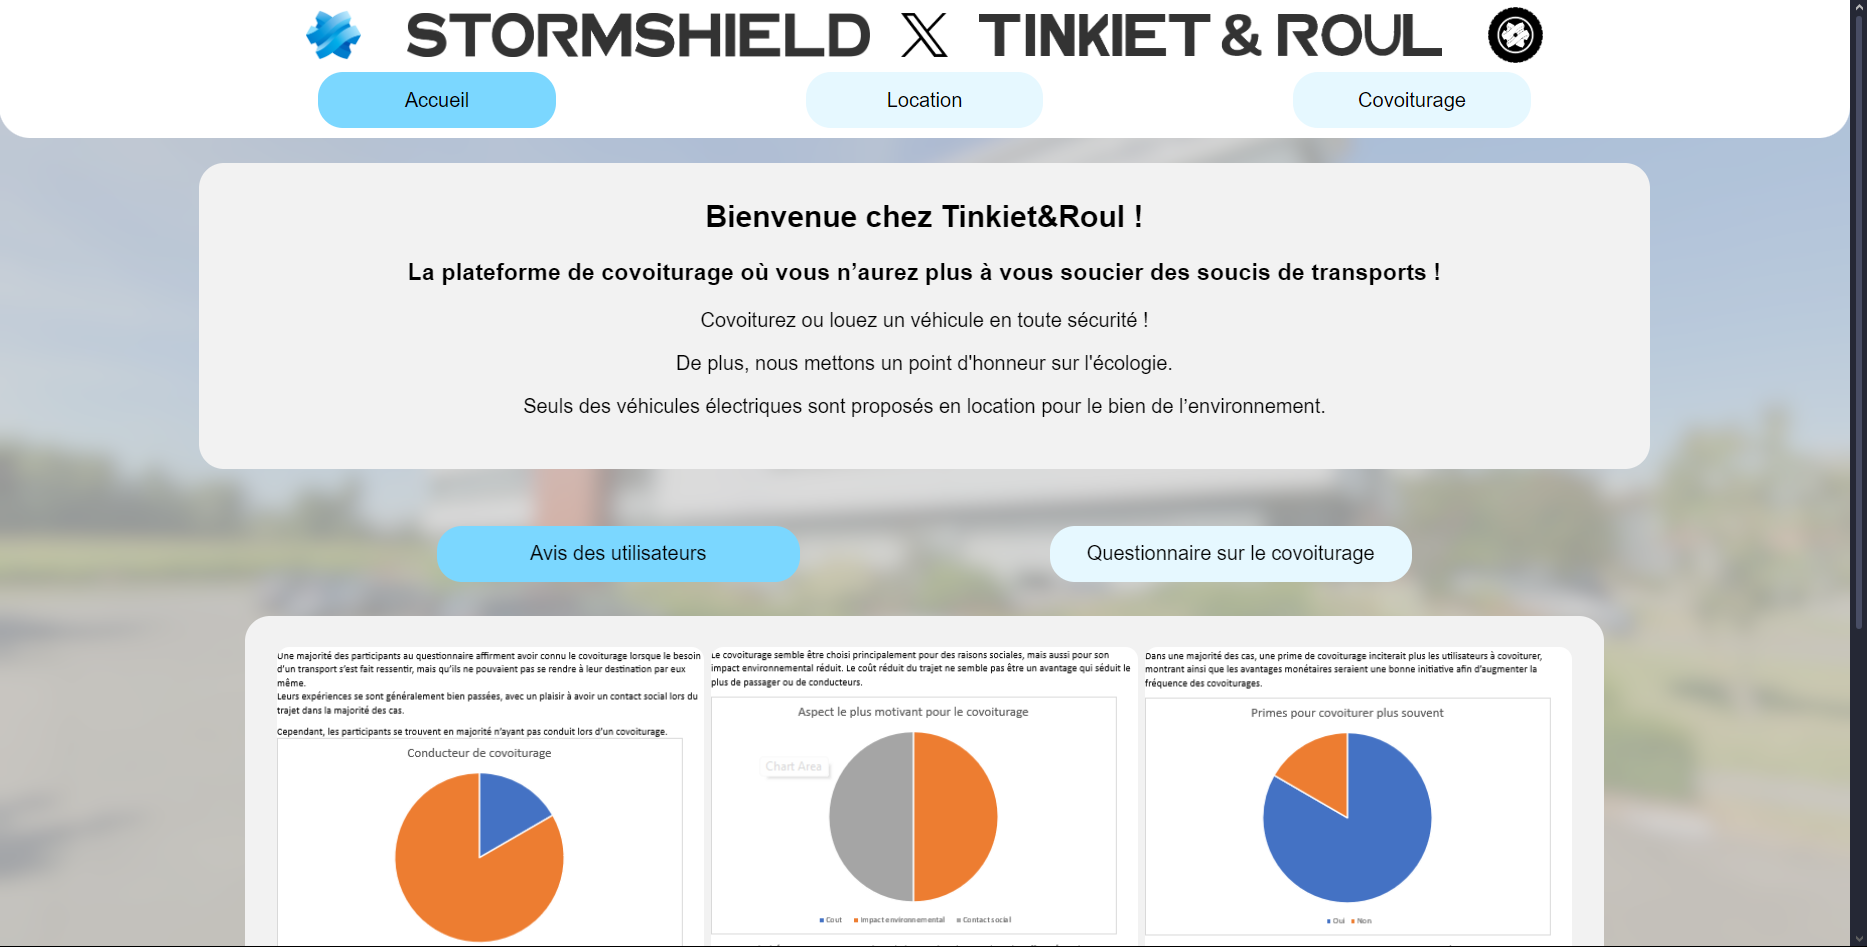 STORMSHIELD X TINKIET & ROUL
Accueil
Location
Covoiturage
Bienvenue chez Tinkiet&Roul !
La plateforme de covoiturage où vous n’aurez plus à vous soucier des soucis de transports !
Covoiturez ou louez un véhicule en toute sécurité !
De plus, nous mettons un point d'honneur sur l'écologie.
Seuls des véhicules électriques sont proposés en location pour le bien de l’environnement.
Avis des utilisateurs
Questionnaire sur le covoiturage
Une majorité des participants au questionnaire affirment avoir connu le covoiturage lorsque le besoin
d’un transport s’est fait ressentir, mais qu’ils ne pouvaient pas se rendre à leur destination par eux
même.
Leurs expériences se sont généralement bien passées, avec un plaisir à avoir un contact social lors du
trajet dans la majorité des cas.
Cependant, les participants se trouvent en majorité n’ayant pas conduit lors d’un covoiturage.
Conducteur de covoiturage
Le covoiturage semble être choisi principalement pour des raisons sociales, mais aussi pour son
impact environnemental réduit. Le coût réduit du trajet ne semble pas être un avantage qui séduit le
plus de passager ou de conducteurs.
Aspect le plus motivant pour le covoiturage
Chart Area
Cout
Impact environnemental
Contact social
Dans une majorité des cas, une prime de covoiturage inciterait plus les utilisateurs à covoiturer,
montrant ainsi que les avantages monétaires seraient une bonne initiative afin d’augmenter la
fréquence des covoiturages.
Primes pour covoiturer plus souvent
Oui
Non